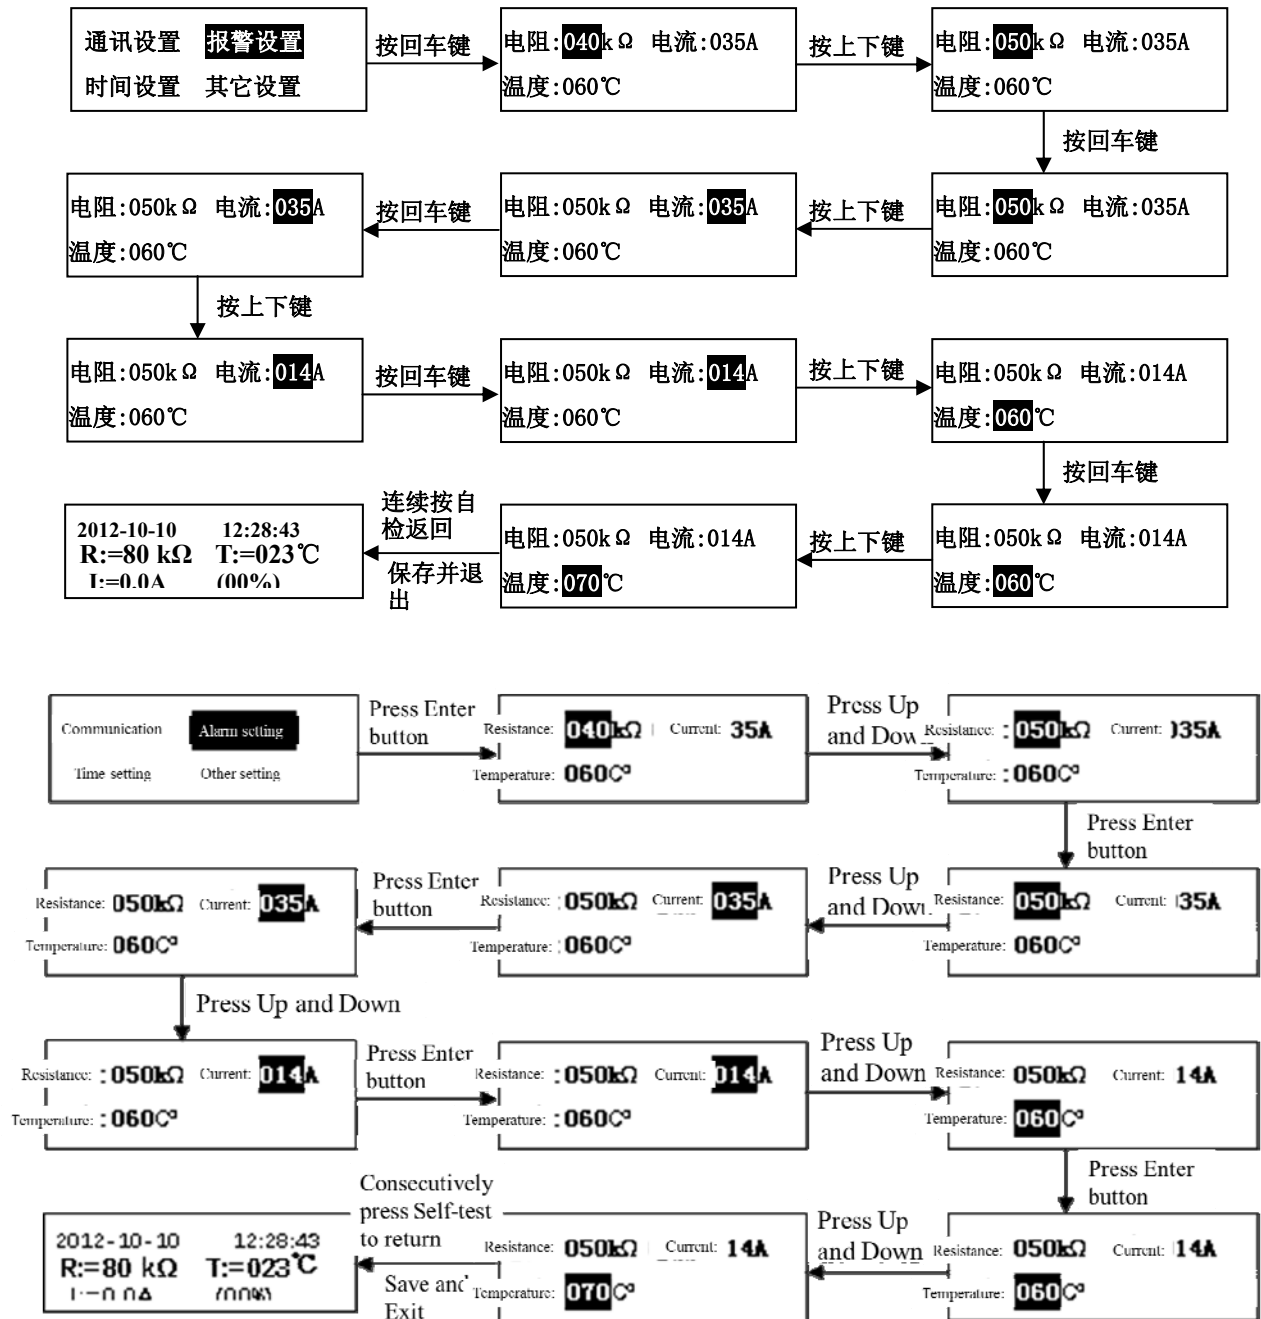 通讯设置 报警设置
时间设置 其它设置
按回车键
电阻:040kΩ 电流:035A
温度:060℃
按上下键
电阻:050kΩ 电流:035A
温度:060℃
按回车键
电阻:050kΩ 电流:035A
温度:060℃
按上下键
电阻:050kΩ 电流:035A
温度:060℃
按回车键
电阻:050kΩ 电流:035A
温度:060℃
按上下键
电阻:050kΩ 电流:014A
温度:060℃
按回车键
电阻:050kΩ 电流:014A
温度:060℃
按上下键
电阻:050kΩ 电流:014A
温度:060℃
按回车键
电阻:050kΩ 电流:014A
温度:060℃
按上下键
电阻:050kΩ 电流:014A
温度:070℃
连续按自
检返回
保存并退
出
2012-10-10 12:28:43
R:=80 kΩ T:=023℃
I:=0.0A (00%)
Communication Alarm setting
Time setting Other setting
Press Enter
button
Resistance: 040kΩ Current: 35A
Temperature: 060C°
Press Up
and Down
Resistance: :050kΩ Current: 035A
Temperature: :060C°
Press Enter
button
Resistance: 050kΩ Current: 35A
Temperature: 060C°
Press Up
and Down
Resistance: :050kΩ Current: 035A
Temperature: :060C°
Press Enter
button
Resistance: 050kΩ Current: 035A
Temperature: 060C°
Press Up and Down
Resistance: :050kΩ Current: 014A
Temperature: :060C°
Press Enter
button
Resistance: :050kΩ Current: 014A
Temperature: :060C°
Press Up
and Down
Resistance: 050kΩ Current: 14A
Temperature: 060C°
Press Enter
button
Resistance: 050kΩ Current: 14A
Temperature: 060C°
Press Up
and Down
Resistance: 050kΩ Current: 14A
Temperature: 070C°
Consecutively
press Self-test
to return
Save and
Exit
2012-10-10 12:28:43
R:=80 kΩ T:=023℃
I:=0.0A (00%)